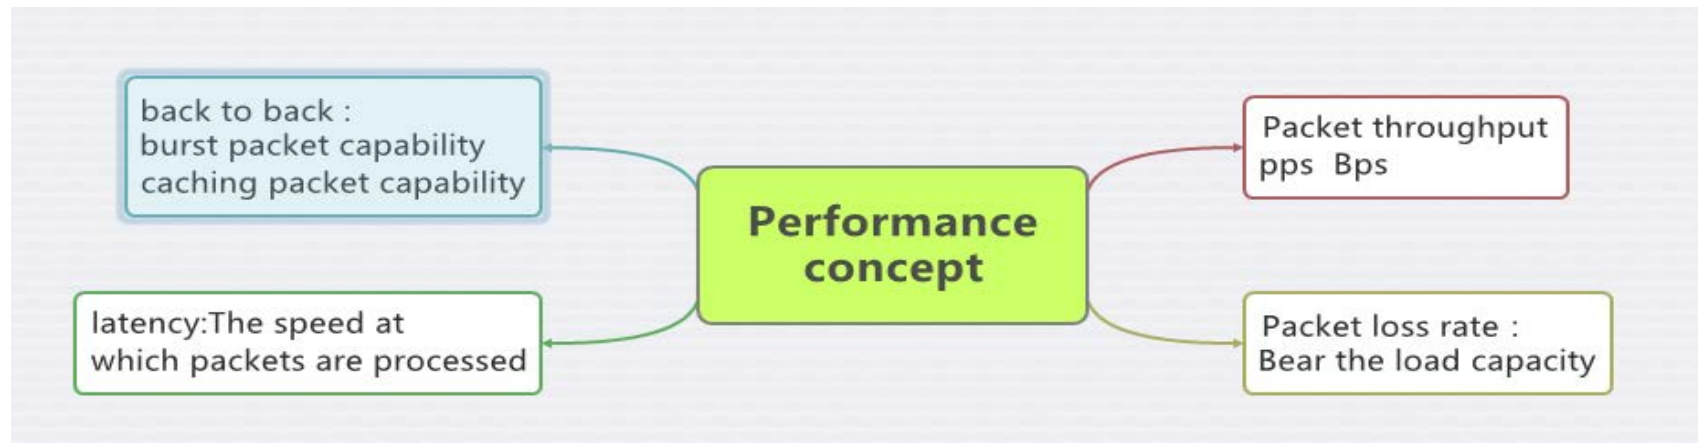 back to back :
burst packet capability
caching packet capability
latency:The speed at
which packets are processed
Performance
concept
Packet throughput
pps  Bps
Packet loss rate :
Bear the load capacity